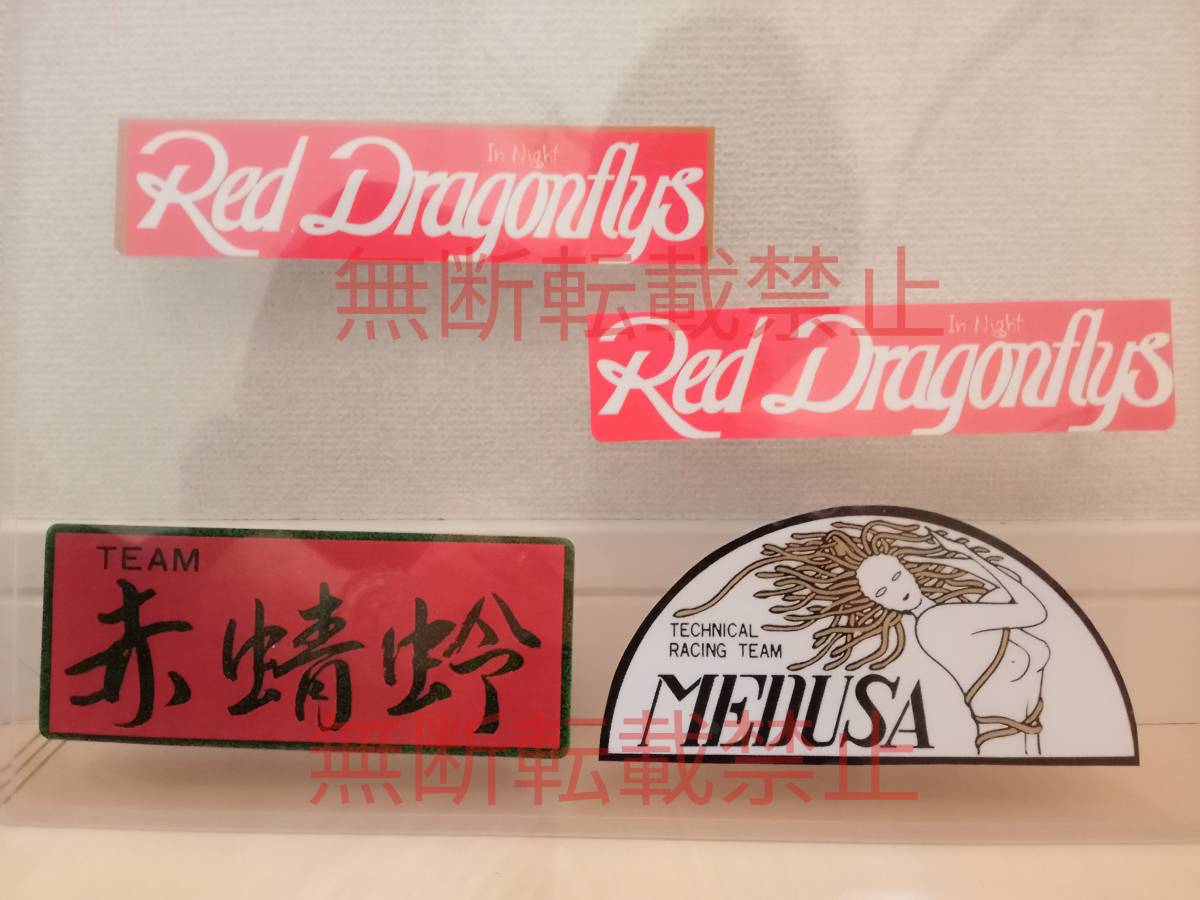 In Night
Red Dragonflys
無断転載禁止
In Night
Red Dragonflys
TEAM
赤蜻蛉
TECHNICAL
RACING TEAM
MEDUSA
無断転載禁止